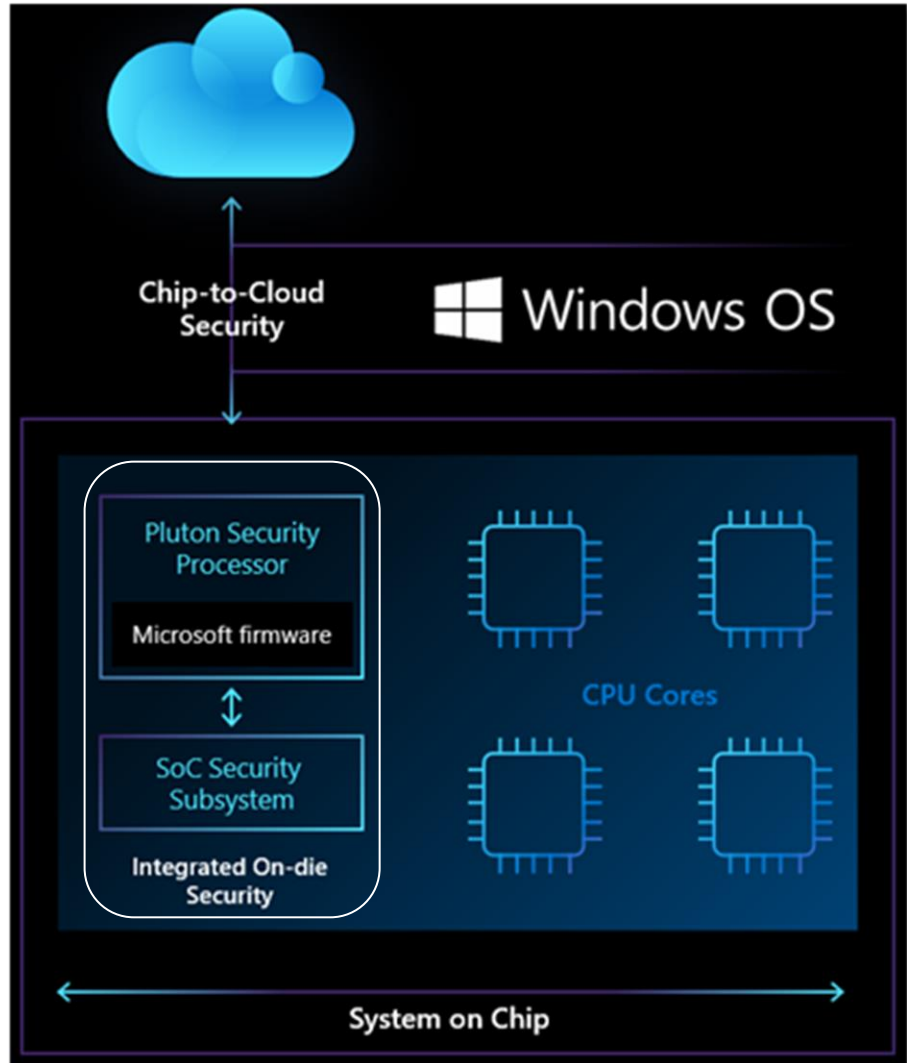 Chip-to-Cloud
Security
Windows OS
Pluton Security
Processor
Microsoft firmware
CPU Cores
SoC Security
Subsystem
Integrated On-die
Security
System on Chip